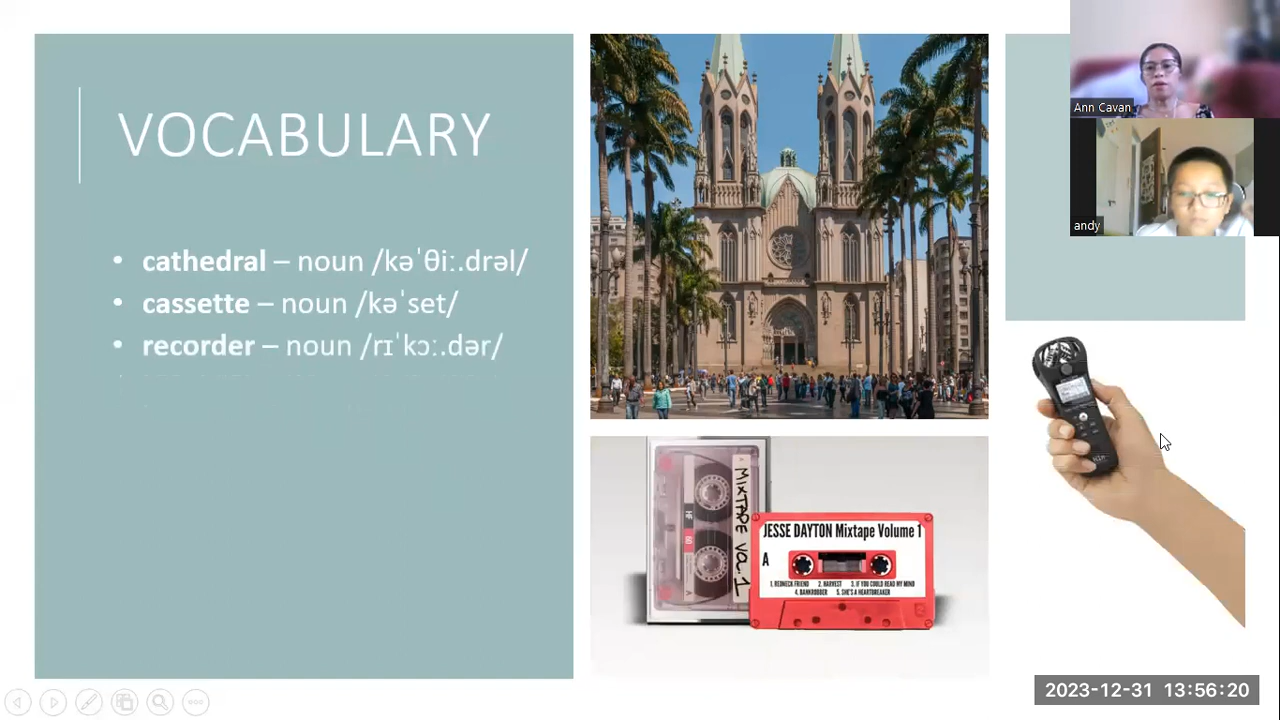 VOCABULARY
• cathedral – noun /kəˈθiː.drəl/
• cassette – noun /kəˈset/
• recorder – noun /rɪˈkɔː.dər/
MIXTAPE VOL. 1
JESSE DAYTON Mixtape Volume 1
A
1. REDNECK FRIEND 2. HARVEST 3. IF YOU COULD READ MY MIND
4. BANKROBBER 5. SHE'S A HEARTBREAKER
Ann Cavan
andy
2023-12-31 13:56:20